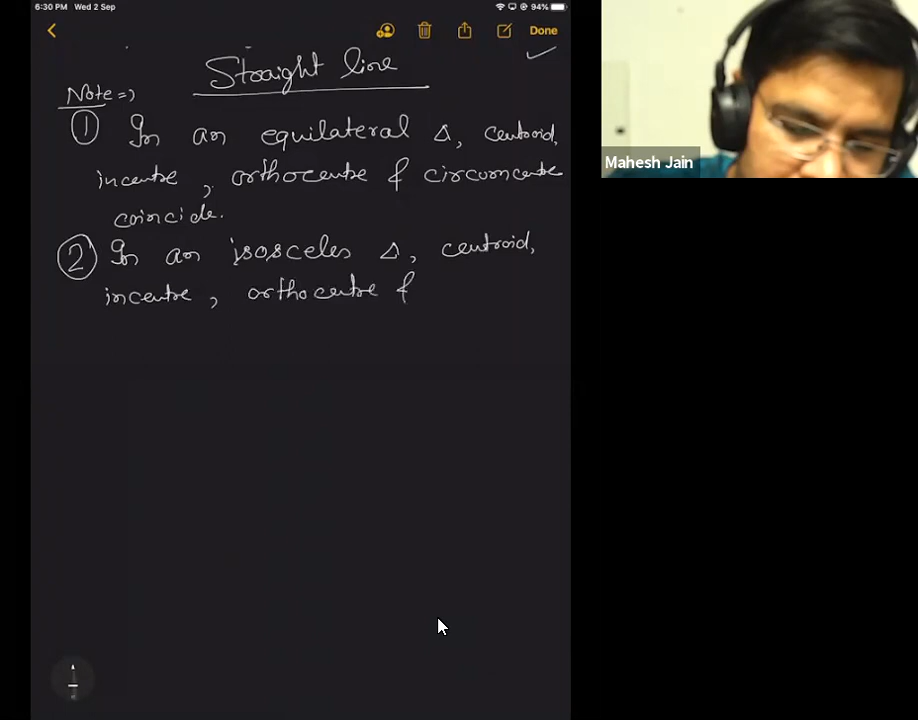 6:30 PM Wed 2 Sep
94%
Done
Straight line
Note=>
① In an equilateral Δ, centroid,
incentre, orthocentre & circumcentre
coincide.
② In an isosceles Δ, centroid,
incentre, orthocentre &
Mahesh Jain